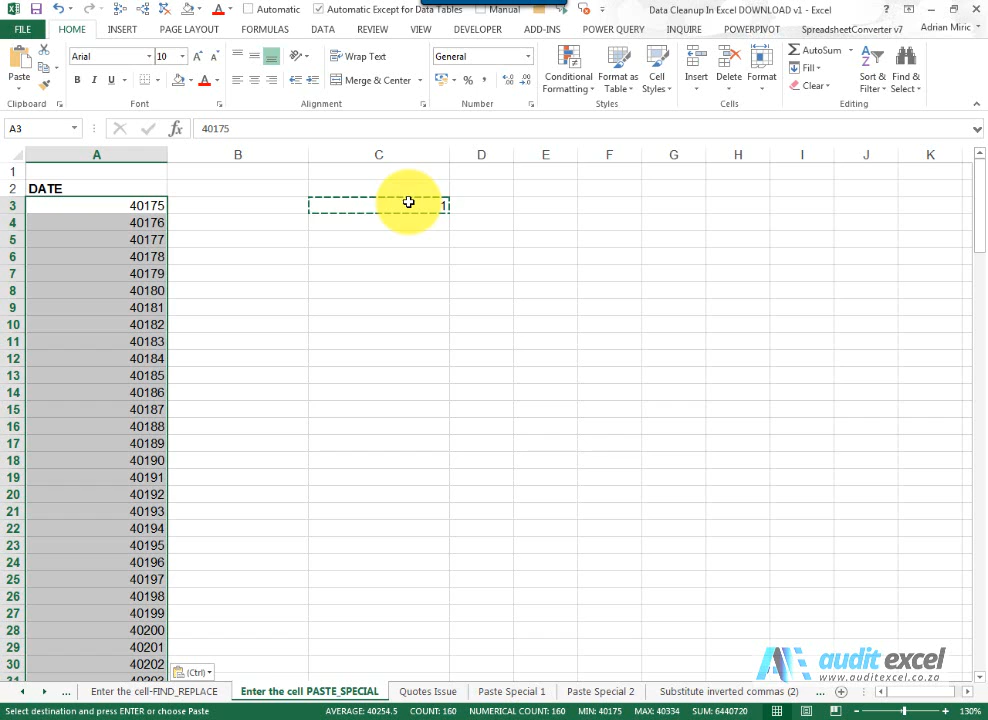 Automatic Automatic Except for Data Tables Manual Data Cleanup In Excel DOWNLOAD v1 - Excel ?
FILE HOME INSERT PAGE LAYOUT FORMULAS DATA REVIEW VIEW DEVELOPER ADD-INS POWER QUERY INQUIRE POWERPIVOT SpreadsheetConverter v7 Adrian Miric
Paste Arial 10 A A Wrap Text General Conditional Formatting Format as Table Cell Styles Insert Delete Format AutoSum Sort & Filter Find & Select
B I U A Merge & Center % , Fill
Clear
Clipboard Font Alignment Number Styles Cells Editing
A3 fx 40175
A B C D E F G H I J K
1
2 DATE
3 40175 1
4 40176
5 40177
6 40178
7 40179
8 40180
9 40181
10 40182
11 40183
12 40184
13 40185
14 40186
15 40187
16 40188
17 40189
18 40190
19 40191
20 40192
21 40193
22 40194
23 40195
24 40196
25 40197
26 40198
27 40199
28 40200
29 40201
30 40202
(Ctrl)
audit excel
www.auditexcel.co.za
... Enter the cell-FIND_REPLACE Enter the cell PASTE_SPECIAL Quotes Issue Paste Special 1 Paste Special 2 Substitute inverted commas (2) ...
Select destination and press ENTER or choose Paste AVERAGE: 40254.5 COUNT: 160 NUMERICAL COUNT: 160 MIN: 40175 MAX: 40334 SUM: 6440720 130%